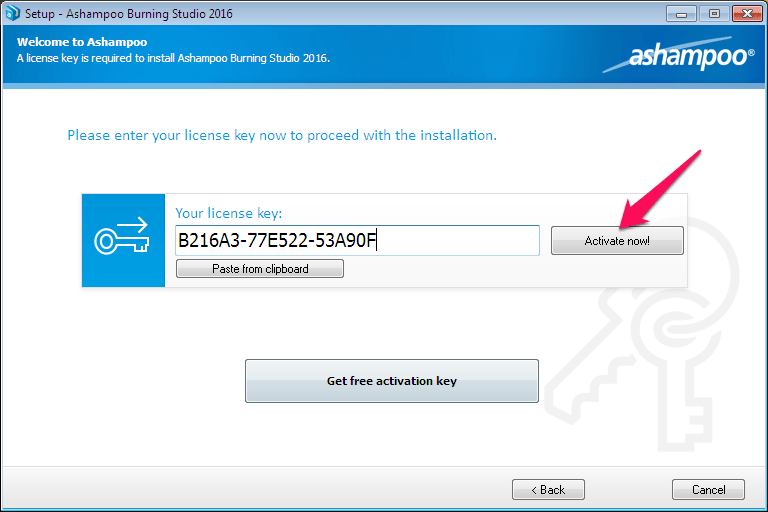 Setup - Ashampoo Burning Studio 2016
Welcome to Ashampoo
A license key is required to install Ashampoo Burning Studio 2016.
ashampoo®
Please enter your license key now to proceed with the installation.
Your license key:
B216A3-77E522-53A90F
Activate now!
Paste from clipboard
Get free activation key
< Back
Cancel